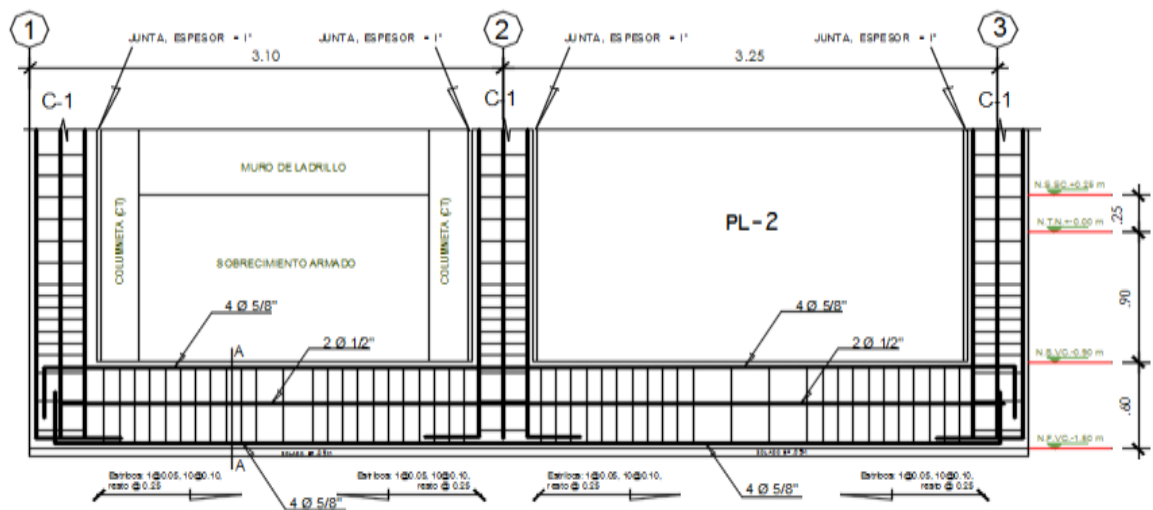 1
2
3
JUNTA, ESPESOR = 1"
JUNTA, ESPESOR = 1"
JUNTA, ESPESOR = 1"
JUNTA, ESPESOR = 1"
3.10
3.25
C-1
C-1
C-1
MURO DE LADRILLO
COLUMNETA (CT)
COLUMNETA (CT)
SOBRECIMIENTO ARMADO
PL-2
N.T.N.+-0.00 m
.25
.90
.60
4 Ø 5/8"
4 Ø 5/8"
2 Ø 1/2"
2 Ø 1/2"
A
A
Estribos: 1@0.05, 10@0.10,
resto @ 0.25
Estribos: 1@0.05, 10@0.10,
resto @ 0.25
Estribos: 1@0.05, 10@0.10,
resto @ 0.25
Estribos: 1@0.05, 10@0.10,
resto @ 0.25
4 Ø 5/8"
4 Ø 5/8"